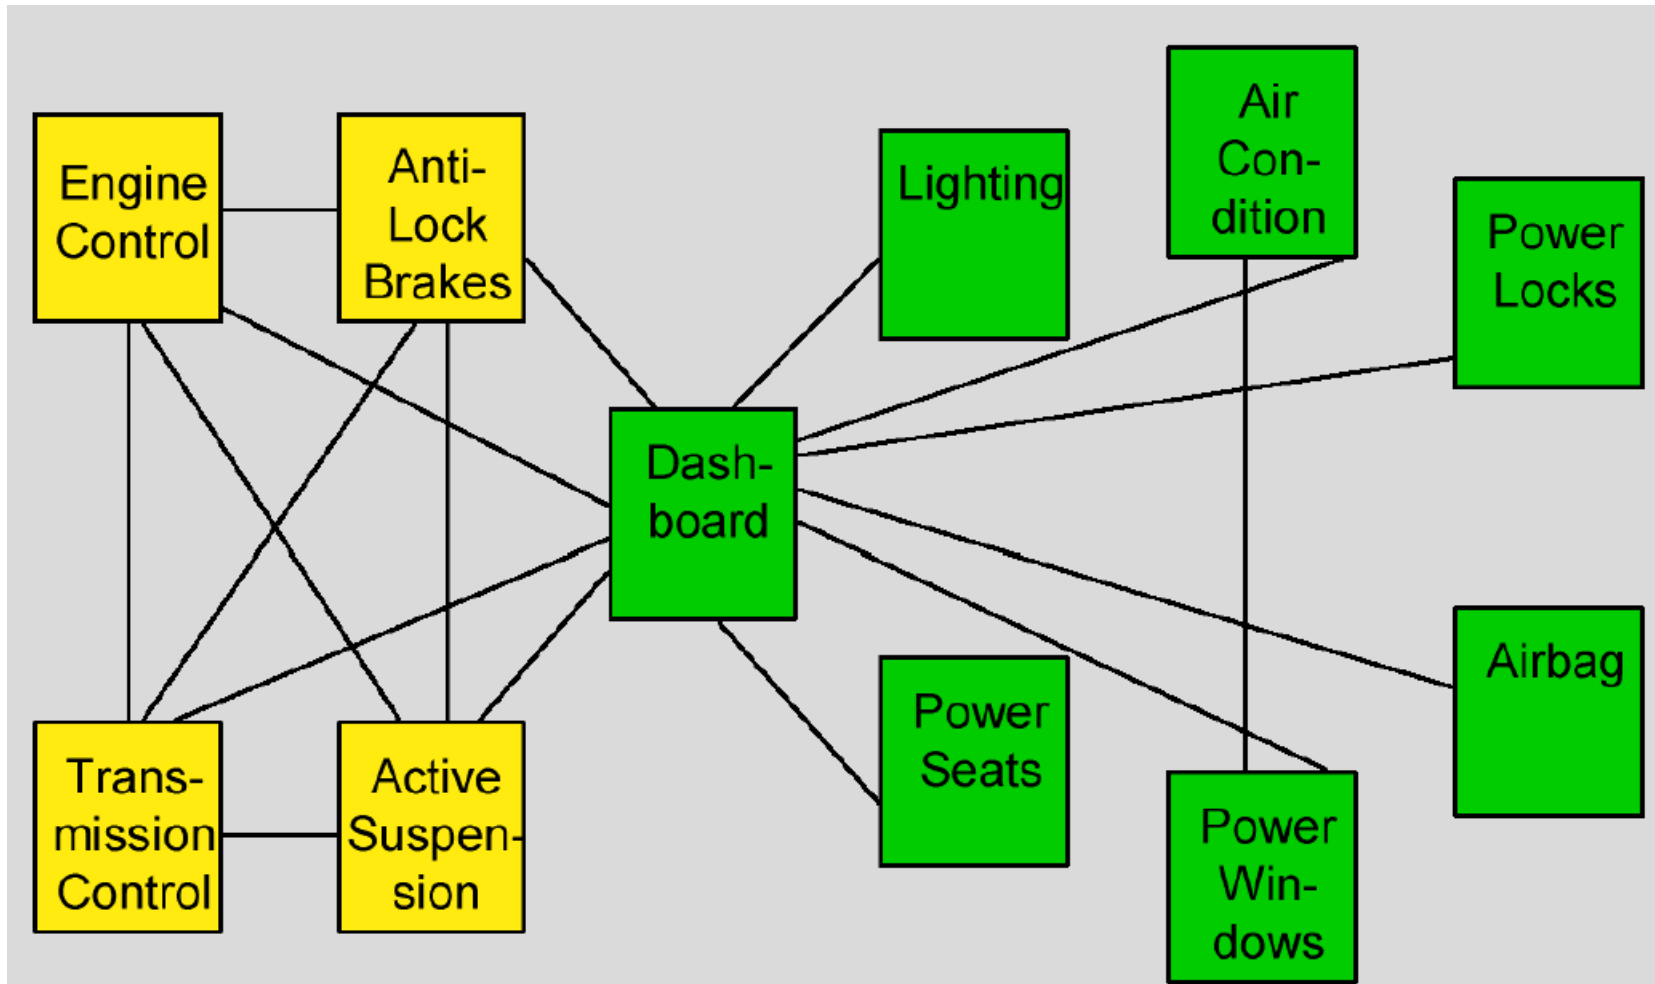 Engine
Control
Anti-
Lock
Brakes
Lighting
Air
Con-
dition
Power
Locks
Dash-
board
Trans-
mission
Control
Active
Suspen-
sion
Power
Seats
Power
Win-
dows
Airbag